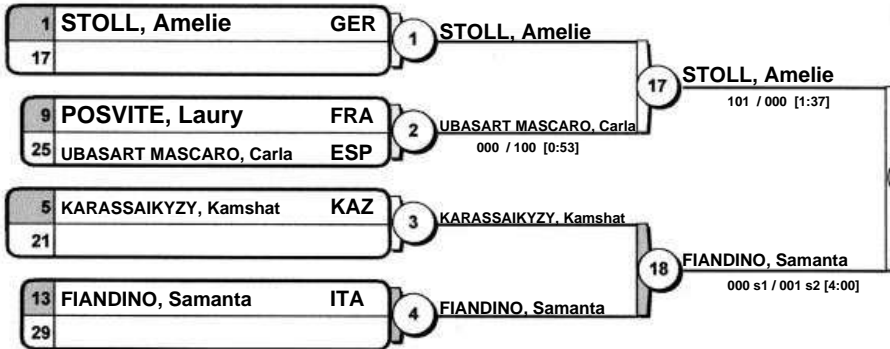 1 STOLL, Amelie GER
17
1
STOLL, Amelie
9 POSVITE, Laury FRA
25 UBASART MASCARO, Carla ESP
2
UBASART MASCARO, Carla
000 / 100 [0:53]
17
STOLL, Amelie
101 / 000 [1:37]
5 KARASSAIKYZY, Kamshat KAZ
21
3
KARASSAIKYZY, Kamshat
13 FIANDINO, Samanta ITA
29
4
FIANDINO, Samanta
18
FIANDINO, Samanta
000 s1 / 001 s2 [4:00]